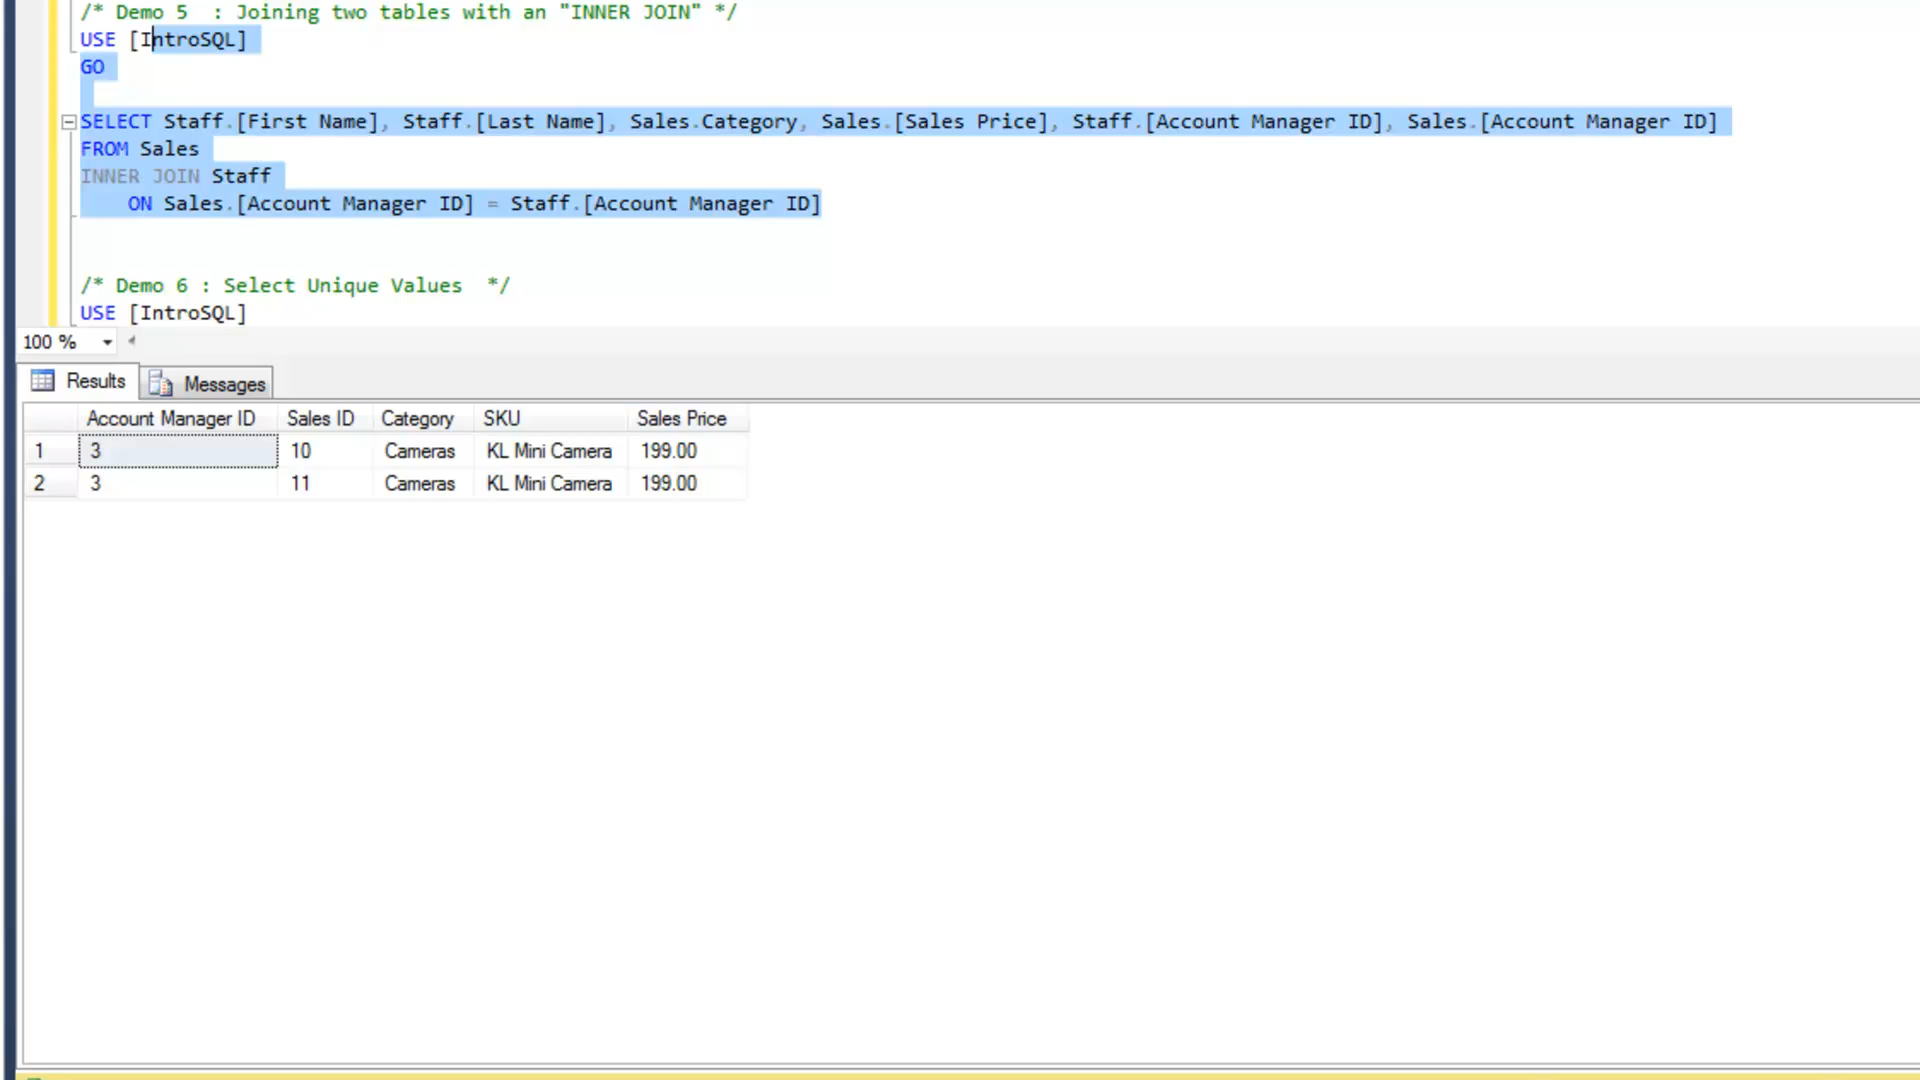 /* Demo 5  : Joining two tables with an "INNER JOIN" */
USE [IntroSQL]
GO
SELECT Staff.[First Name], Staff.[Last Name], Sales.Category, Sales.[Sales Price], Staff.[Account Manager ID], Sales.[Account Manager ID]
FROM Sales
INNER JOIN Staff
ON Sales.[Account Manager ID] = Staff.[Account Manager ID]
/* Demo 6 : Select Unique Values  */
USE [IntroSQL]
100 %
Results Messages
Account Manager ID Sales ID Category SKU Sales Price
1 3 10 Cameras KL Mini Camera 199.00
2 3 11 Cameras KL Mini Camera 199.00